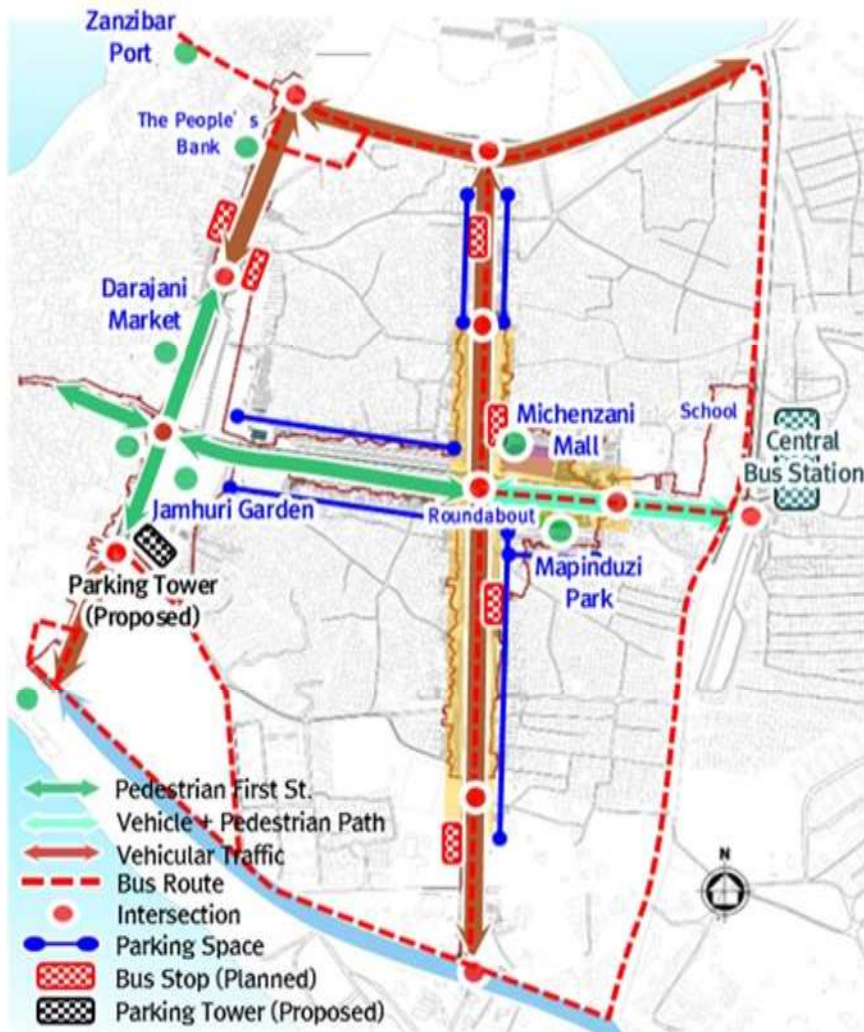 Zanzibar
Port
The People's
Bank
Darajani
Market
Michenzani
Mall
School
Central
Bus Station
Jamhuri Garden
Roundabout
Mapinduzi
Park
Parking Tower
(Proposed)
Pedestrian First St.
Vehicle + Pedestrian Path
Vehicular Traffic
Bus Route
Intersection
Parking Space
Bus Stop (Planned)
Parking Tower (Proposed)
N